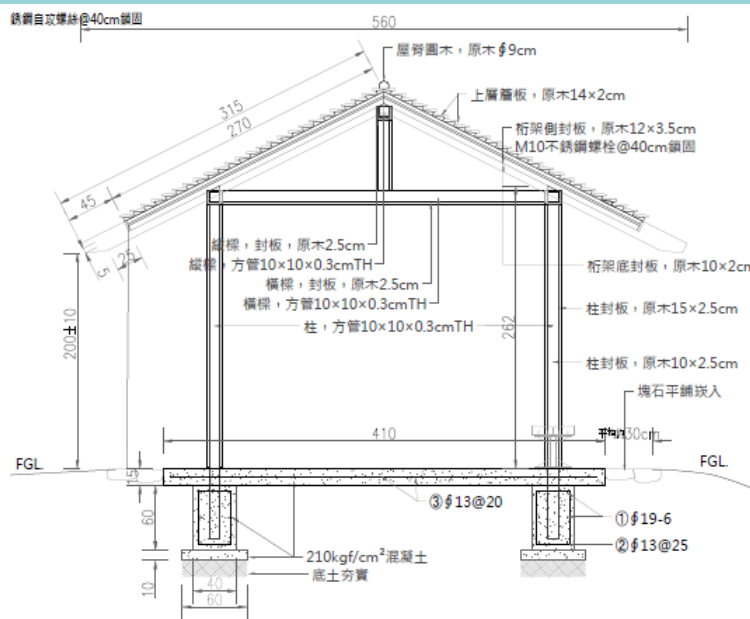 銹鋼自攻螺絲@40cm鎖固
560
屋脊圓木，原木∮9cm
上層簷板，原木14×2cm
315
270
桁架側封板，原木12×3.5cm
M10不銹鋼螺栓@40cm鎖固
45
縱樑，封板，原木2.5cm
25
5
縱樑，方管10×10×0.3cmTH
桁架底封板，原木10×2cm
橫樑，封板，原木2.5cm
橫樑，方管10×10×0.3cmTH
柱封板，原木15×2.5cm
柱，方管10×10×0.3cmTH
262
200±10
柱封板，原木10×2.5cm
塊石平鋪崁入
410
30cm
FGL.
FGL.
15
③∮13@20
60
①∮19-6
②∮13@25
210kgf/cm²混凝土
底土夯實
10
40
60